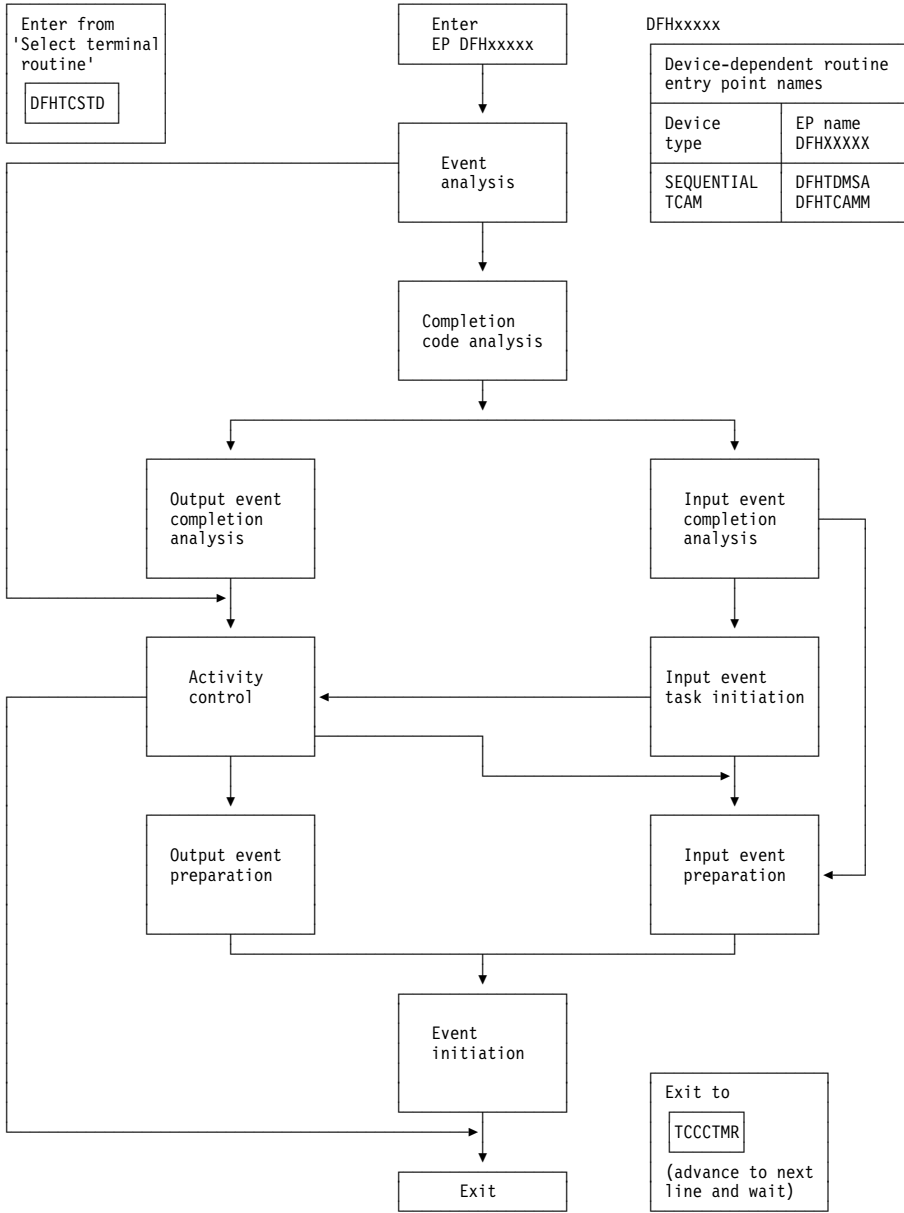 Enter from
'Select terminal
routine'
DFHTCSTD
Enter
EP DFHxxxxx
DFHxxxxx
Device-dependent routine
entry point names
Device
type
EP name
DFHXXXXX
SEQUENTIAL
TCAM
DFHTDMSA
DFHTCAMM
Event
analysis
Completion
code analysis
Output event
completion
analysis
Input event
completion
analysis
Activity
control
Input event
task initiation
Output event
preparation
Input event
preparation
Event
initiation
Exit to
TCCCTMR
(advance to next
line and wait)
Exit